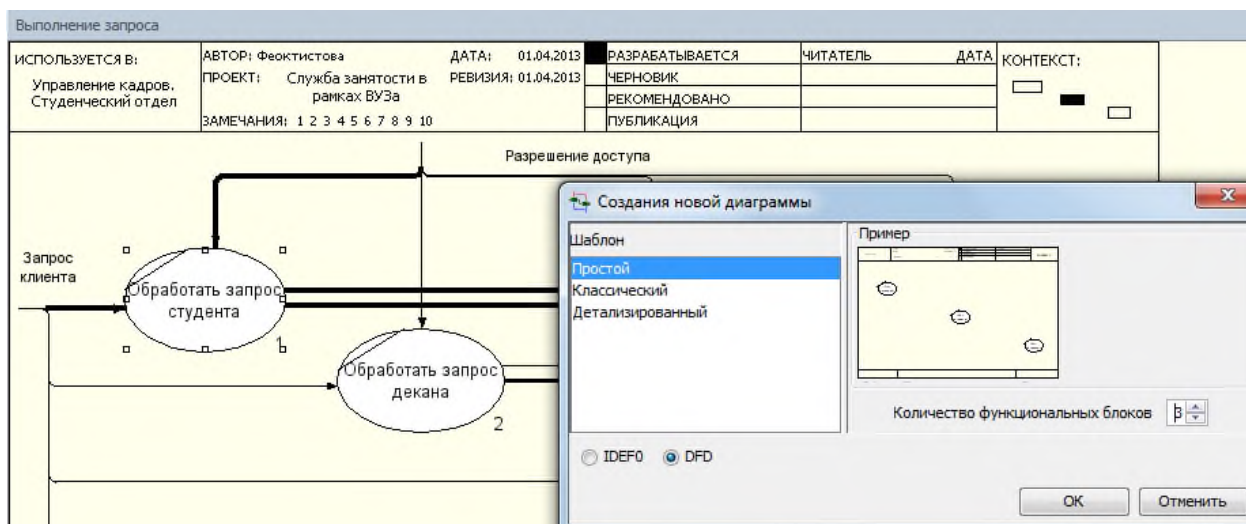 Выполнение запроса
ИСПОЛЬЗУЕТСЯ В:
Управление кадров.
Студенческий отдел
АВТОР: Феоктистова
ДАТА: 01.04.2013
ПРОЕКТ: Служба занятости в
рамках ВУЗа
РЕВИЗИЯ: 01.04.2013
ЗАМЕЧАНИЯ: 1 2 3 4 5 6 7 8 9 10
РАЗРАБАТЫВАЕТСЯ
ЧЕРНОВИК
РЕКОМЕНДОВАНО
ПУБЛИКАЦИЯ
ЧИТАТЕЛЬ ДАТА
КОНТЕКСТ:
Разрешение доступа
Запрос
клиента
Обработать запрос
студента
1
Обработать запрос
декана
2
Создания новой диаграммы
Шаблон
Простой
Классический
Детализированный
Пример
Количество функциональных блоков 3
IDEF0 DFD
ОК Отменить